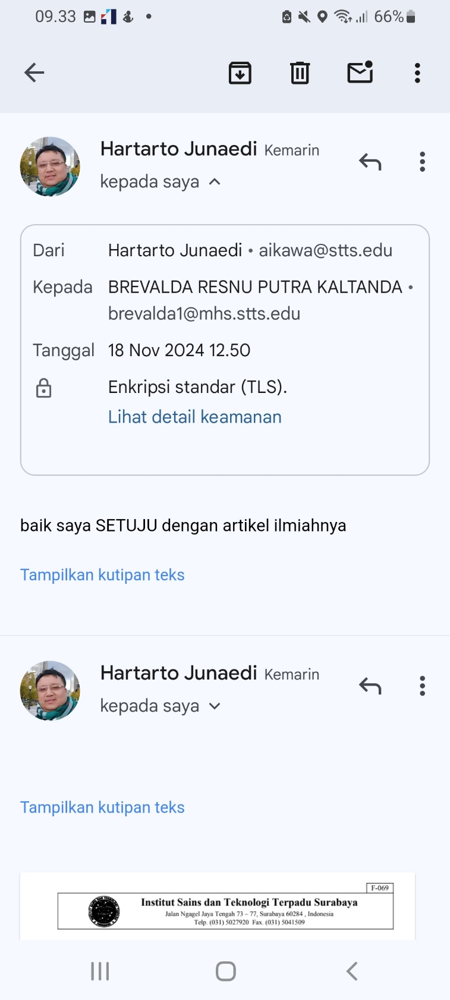 09.33 66%
Hartarto Junaedi Kemarin
kepada saya
Dari Hartarto Junaedi • aikawa@stts.edu
Kepada BREVALDA RESNU PUTRA KALTANDA •
brevalda1@mhs.stts.edu
Tanggal 18 Nov 2024 12.50
Enkripsi standar (TLS).
Lihat detail keamanan
baik saya SETUJU dengan artikel ilmiahnya
Tampilkan kutipan teks
Hartarto Junaedi Kemarin
kepada saya
Tampilkan kutipan teks
F-069
Institut Sains dan Teknologi Terpadu Surabaya
Jalan Ngagel Jaya Tengah 73 – 77, Surabaya 60284 , Indonesia
Telp. (031) 5027920 Fax. (031) 5041509